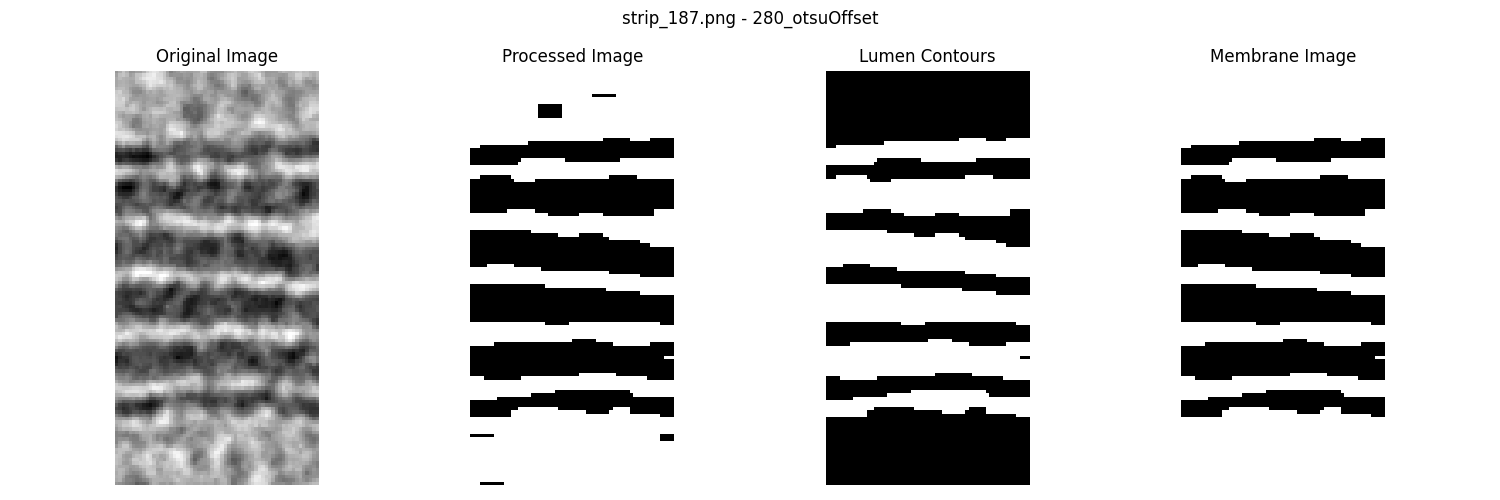 strip_187.png - 280_otsuOffset
Original Image
Processed Image
Lumen Contours
Membrane Image